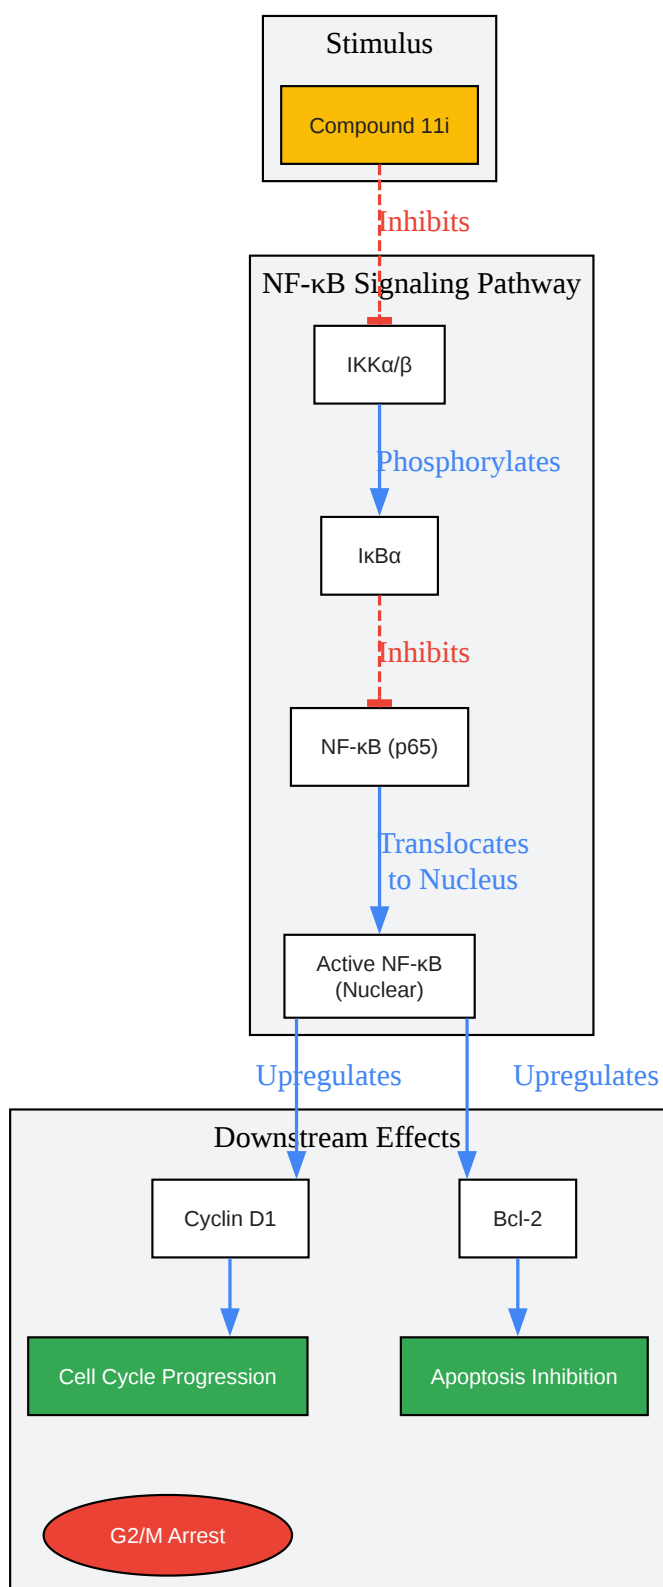 Stimulus
Compound 11i
Inhibits
NF-κB Signaling Pathway
IKKα/β
Phosphorylates
IκBα
Inhibits
NF-κB (p65)
Translocates
to Nucleus
Active NF-κB
(Nuclear)
Upregulates
Upregulates
Downstream Effects
Cyclin D1
Bcl-2
Cell Cycle Progression
Apoptosis Inhibition
G2/M Arrest